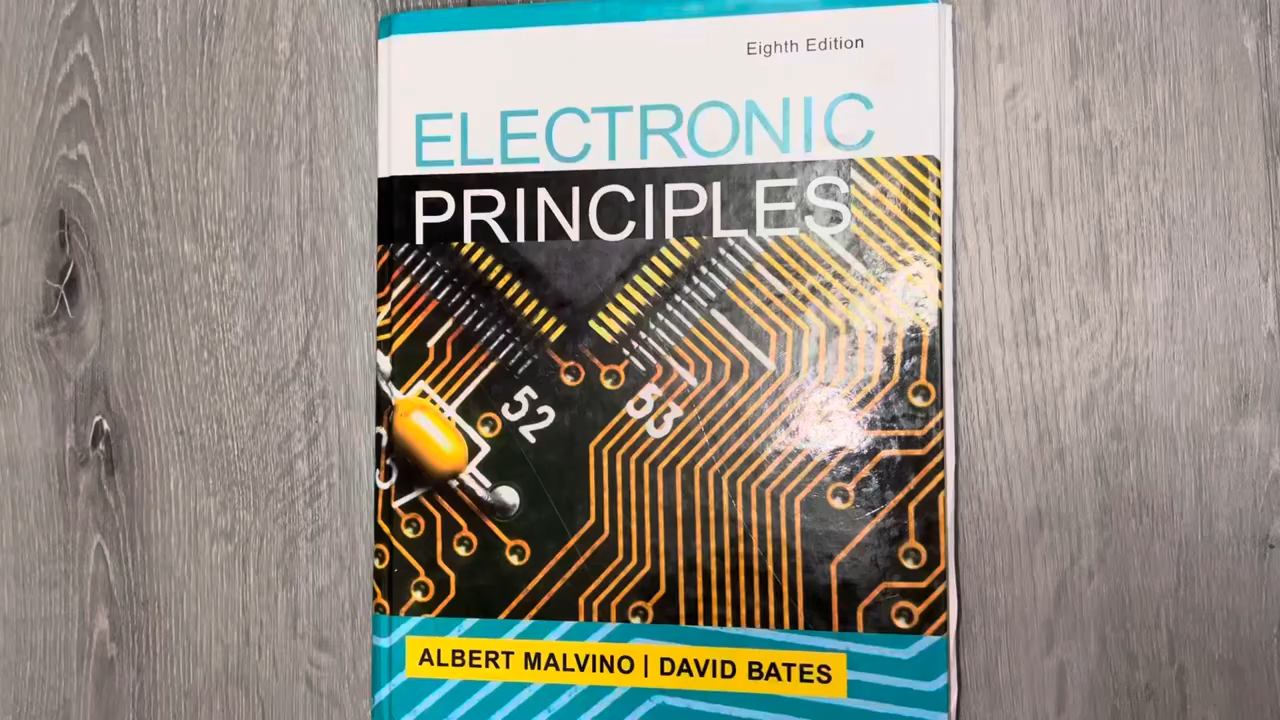 Eighth Edition
ELECTRONIC
PRINCIPLES
52
53
ALBERT MALVINO | DAVID BATES